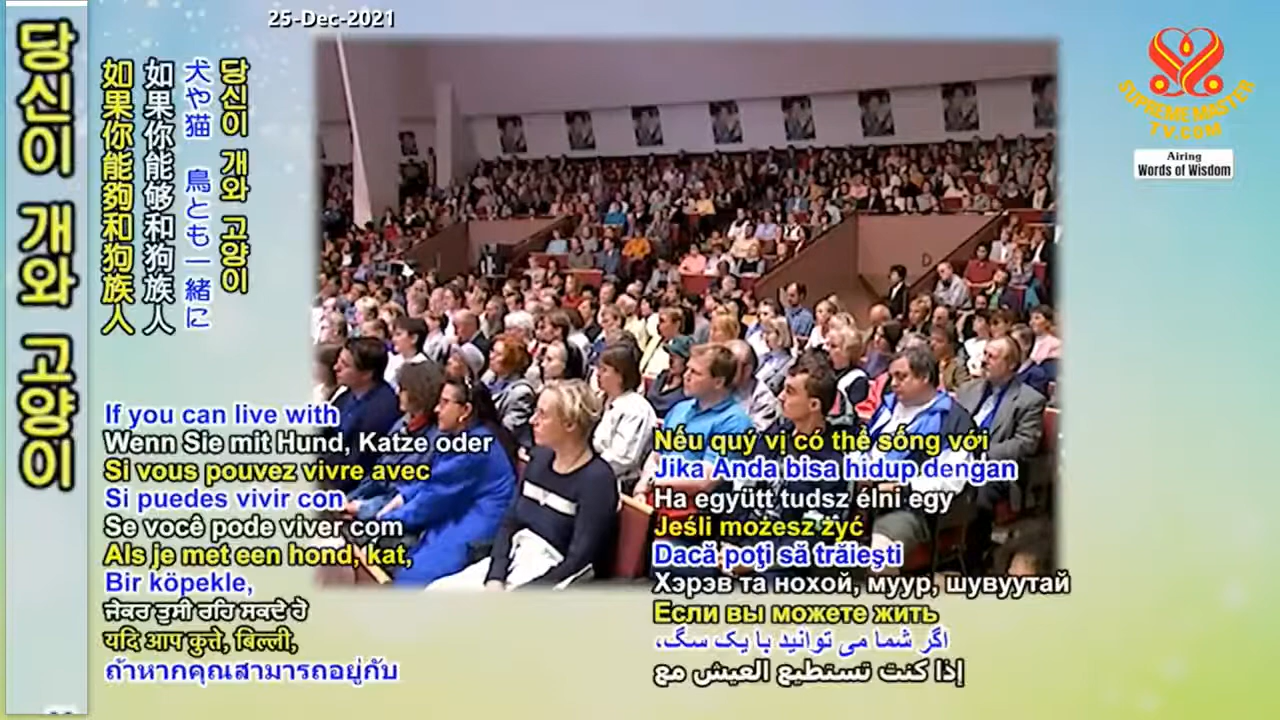 25-Dec-2021
당신이 개와 고양이
당신이 개와 고양이
犬や猫 鳥とも一緒に
如果你能够和狗族人
如果你能夠和狗族人
SUPREME MASTER
TV.COM
Airing
Words of Wisdom
If you can live with
Wenn Sie mit Hund, Katze oder
Si vous pouvez vivre avec
Si puedes vivir con
Se você pode viver com
Als je met een hond, kat,
Bir köpekle,
ਜੇਕਰ ਤੁਸੀ ਰਹਿ ਸਕਦੇ ਹੋ
यदि आप कुत्ते, बिल्ली,
ถ้าหากคุณสามารถอยู่กับ
Nếu quý vị có thể sống với
Jika Anda bisa hidup dengan
Ha együtt tudsz élni egy
Jeśli możesz żyć
Dacă poţi să trăieşti
Хэрэв та нохой, муур, шувуутай
Если вы можете жить
اگر شما می توانید با یک سگ،
إذا كنت تستطيع العيش مع